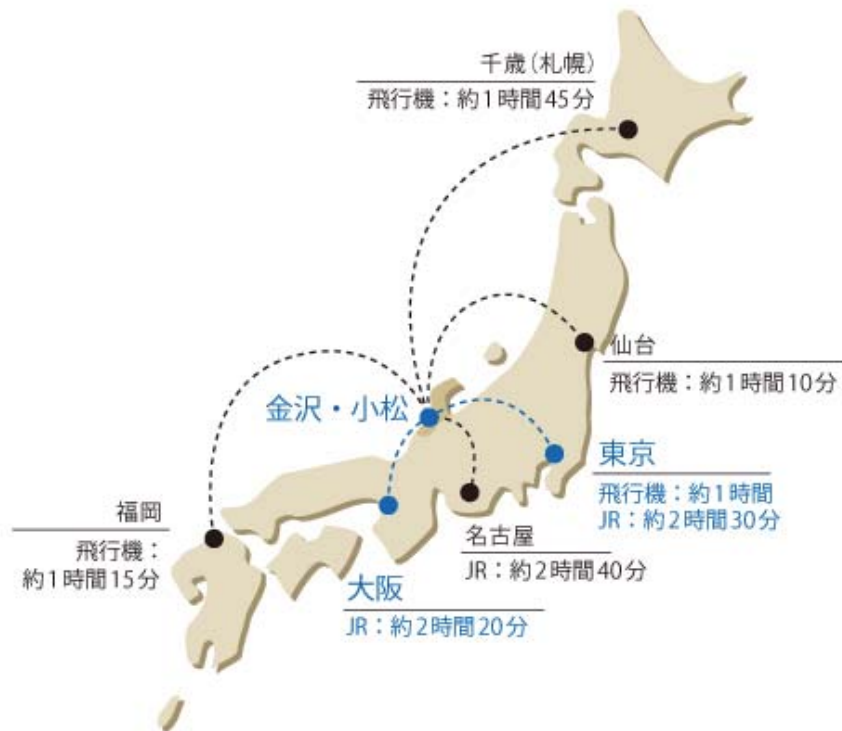 千歳(札幌)
飛行機：約1時間45分
仙台
飛行機：約1時間10分
金沢・小松
東京
飛行機：約1時間
JR：約2時間30分
福岡
飛行機：
約1時間15分
名古屋
JR：約2時間40分
大阪
JR：約2時間20分